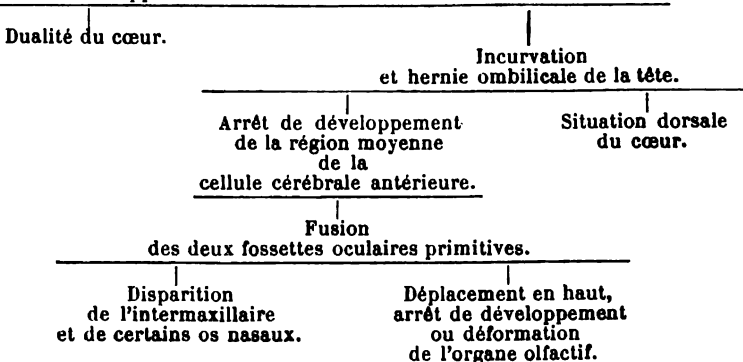 Dualité du cœur.
Incurvation
et hernie ombilicale de la tête.
Arrêt de développement
de la région moyenne
de la
cellule cérébrale antérieure.
Situation dorsale
du cœur.
Fusion
des deux fossettes oculaires primitives.
Disparition
de l'intermaxillaire
et de certains os nasaux.
Déplacement en haut,
arrêt de développement
ou déformation
de l'organe olfactif.